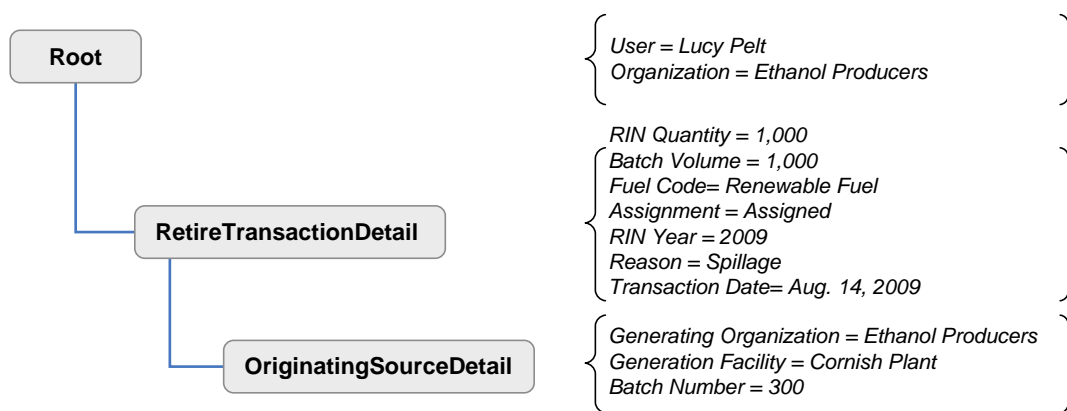 Root
User = Lucy Pelt
Organization = Ethanol Producers
RetireTransactionDetail
RIN Quantity = 1,000
Batch Volume = 1,000
Fuel Code= Renewable Fuel
Assignment = Assigned
RIN Year = 2009
Reason = Spillage
Transaction Date= Aug. 14, 2009
OriginatingSourceDetail
Generating Organization = Ethanol Producers
Generation Facility = Cornish Plant
Batch Number = 300